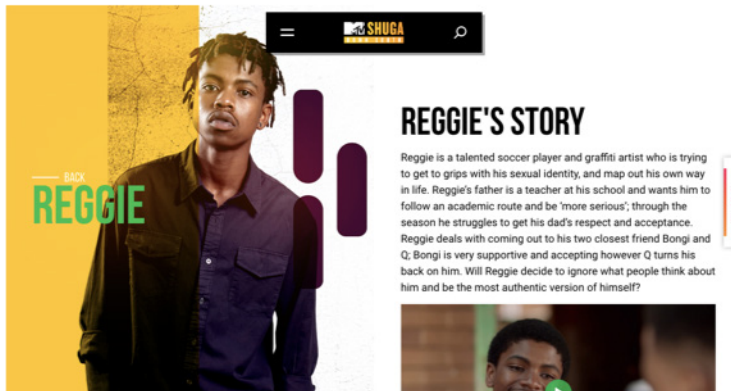 MTV SHUGA
DOWN SOUTH
BACK
REGGIE
REGGIE'S STORY
Reggie is a talented soccer player and graffiti artist who is trying
to get to grips with his sexual identity, and map out his own way
in life. Reggie's father is a teacher at his school and wants him to
follow an academic route and be 'more serious'; through the
season he struggles to get his dad's respect and acceptance.
Reggie deals with coming out to his two closest friend Bongi and
Q; Bongi is very supportive and accepting however Q turns his
back on him. Will Reggie decide to ignore what people think about
him and be the most authentic version of himself?